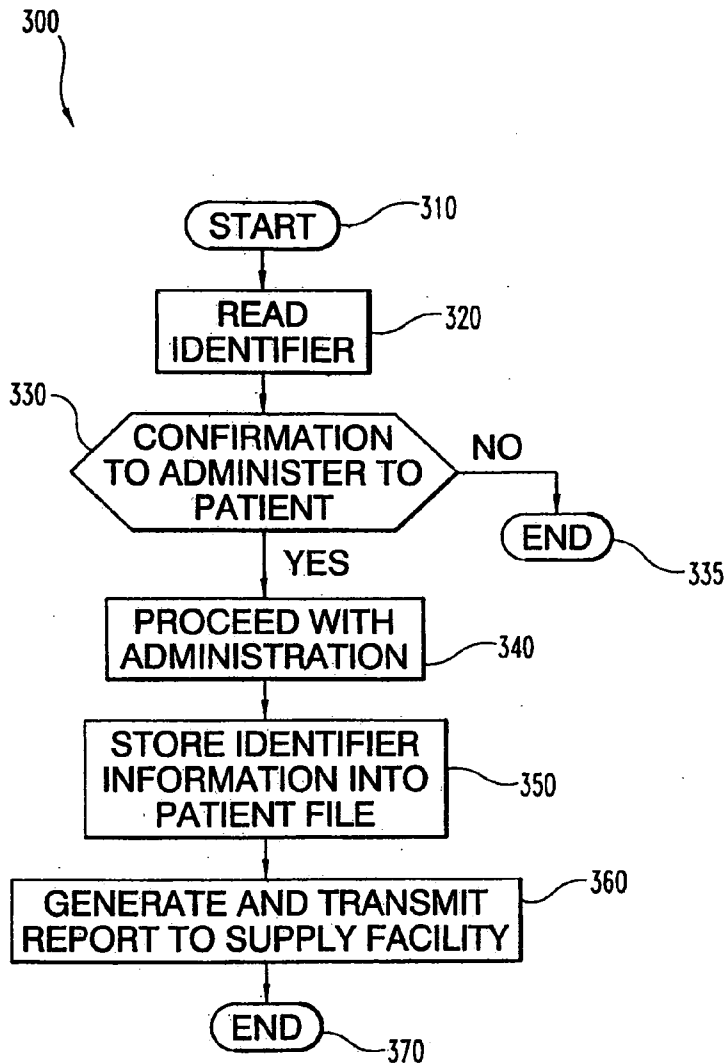 300
START
310
READ
IDENTIFIER
320
330
CONFIRMATION
TO ADMINISTER TO
PATIENT
NO
END
335
YES
PROCEED WITH
ADMINISTRATION
340
STORE IDENTIFIER
INFORMATION INTO
PATIENT FILE
350
GENERATE AND TRANSMIT
REPORT TO SUPPLY FACILITY
360
END
370